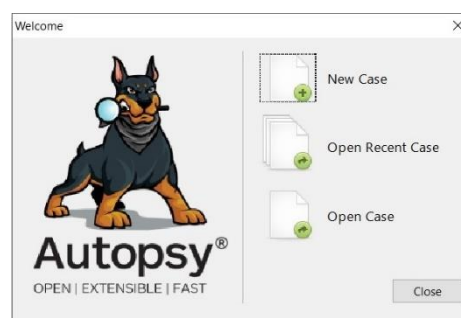 Welcome
New Case
Open Recent Case
Open Case
Autopsy®
OPEN | EXTENSIBLE | FAST
Close